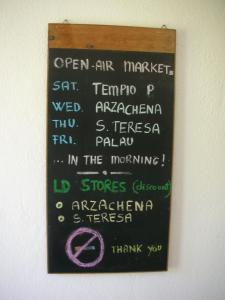 OPEN-AIR MARKET:
SAT. TEMPIO P
WED. ARZACHENA
THU. S. TERESA
FRI. PALAU
... IN THE MORNING!
LD STORES (discount)
ARZACHENA
S. TERESA
THANK YOU